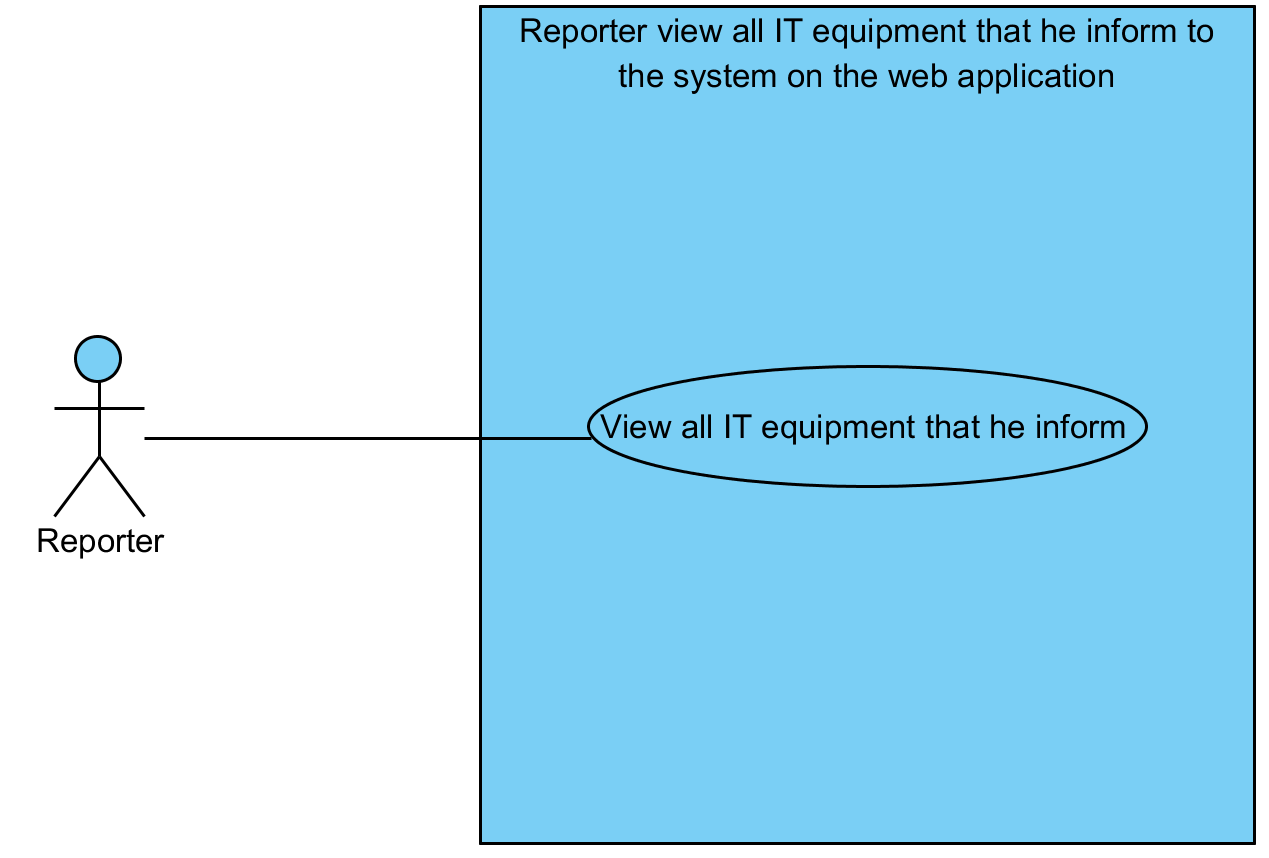 Reporter view all IT equipment that he inform to
the system on the web application
View all IT equipment that he inform
Reporter